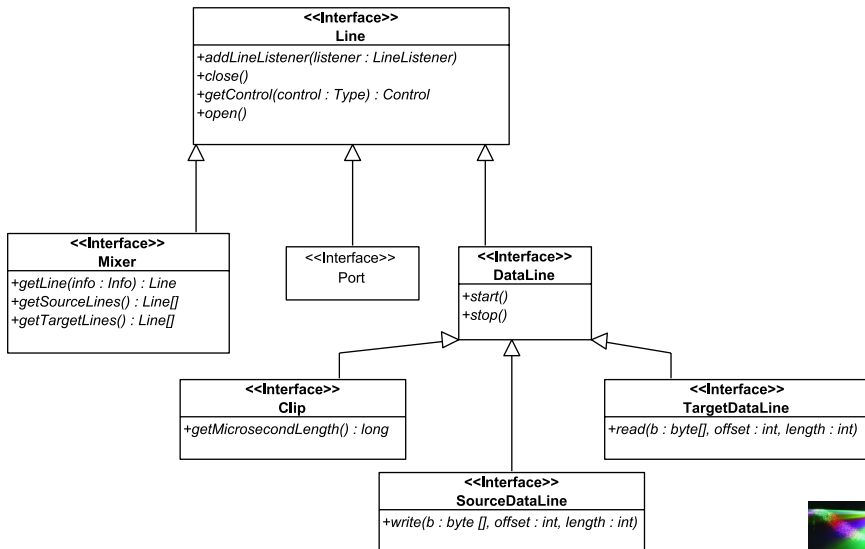 <<Interface>>
Line
+addLineListener(listener : LineListener)
+close()
+getControl(control : Type) : Control
+open()
<<Interface>>
Mixer
+getLine(info : Info) : Line
+getSourceLines() : Line[]
+getTargetLines() : Line[]
<<Interface>>
Port
<<Interface>>
DataLine
+start()
+stop()
<<Interface>>
Clip
+getMicrosecondLength() : long
<<Interface>>
TargetDataLine
+read(b : byte[], offset : int, length : int)
<<Interface>>
SourceDataLine
+write(b : byte [], offset : int, length : int)